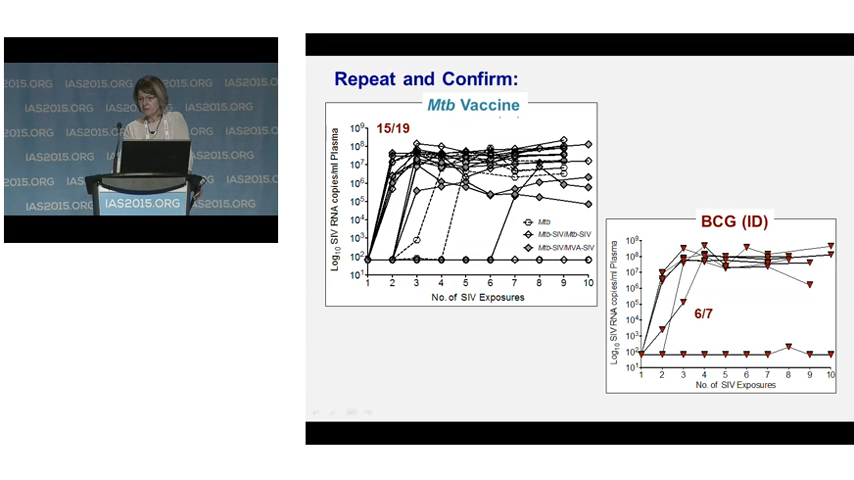 IAS2015.ORG
Repeat and Confirm:
Mtb Vaccine
15/19
Log10 SIV RNA copies/ml Plasma
10^9
10^8
10^7
10^6
10^5
10^4
10^3
10^2
10^1
Mtb
Mtb-SIV/Mtb-SIV
Mtb-SIV/MVA-SIV
1 2 3 4 5 6 7 8 9 10
No. of SIV Exposures
BCG (ID)
6/7
Log10 SIV RNA copies/ml Plasma
10^9
10^8
10^7
10^6
10^5
10^4
10^3
10^2
10^1
1 2 3 4 5 6 7 8 9 10
No. of SIV Exposures